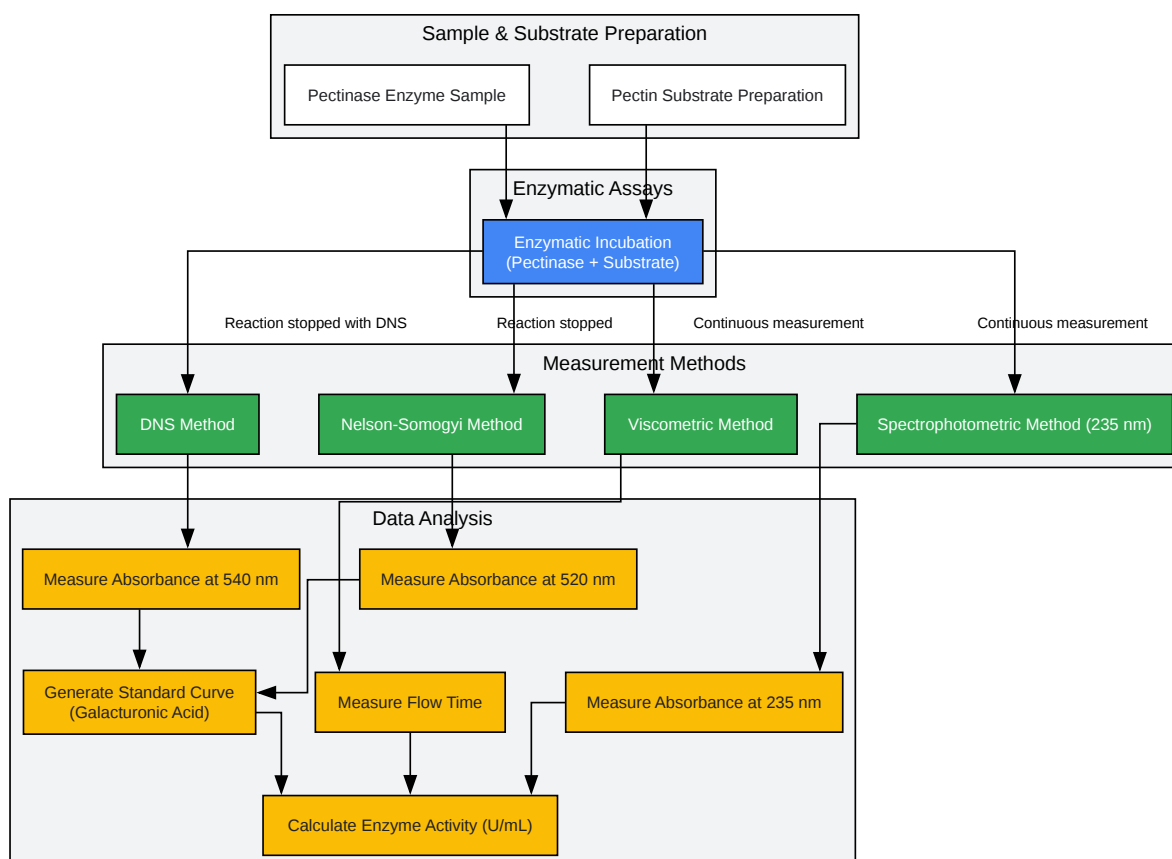 Sample & Substrate Preparation
Pectinase Enzyme Sample
Pectin Substrate Preparation
Enzymatic Assays
Enzymatic Incubation
(Pectinase + Substrate)
Reaction stopped with DNS
Reaction stopped
Continuous measurement
Continuous measurement
Measurement Methods
DNS Method
Nelson-Somogyi Method
Viscometric Method
Spectrophotometric Method (235 nm)
Data Analysis
Measure Absorbance at 540 nm
Measure Absorbance at 520 nm
Generate Standard Curve
(Galacturonic Acid)
Measure Flow Time
Measure Absorbance at 235 nm
Calculate Enzyme Activity (U/mL)